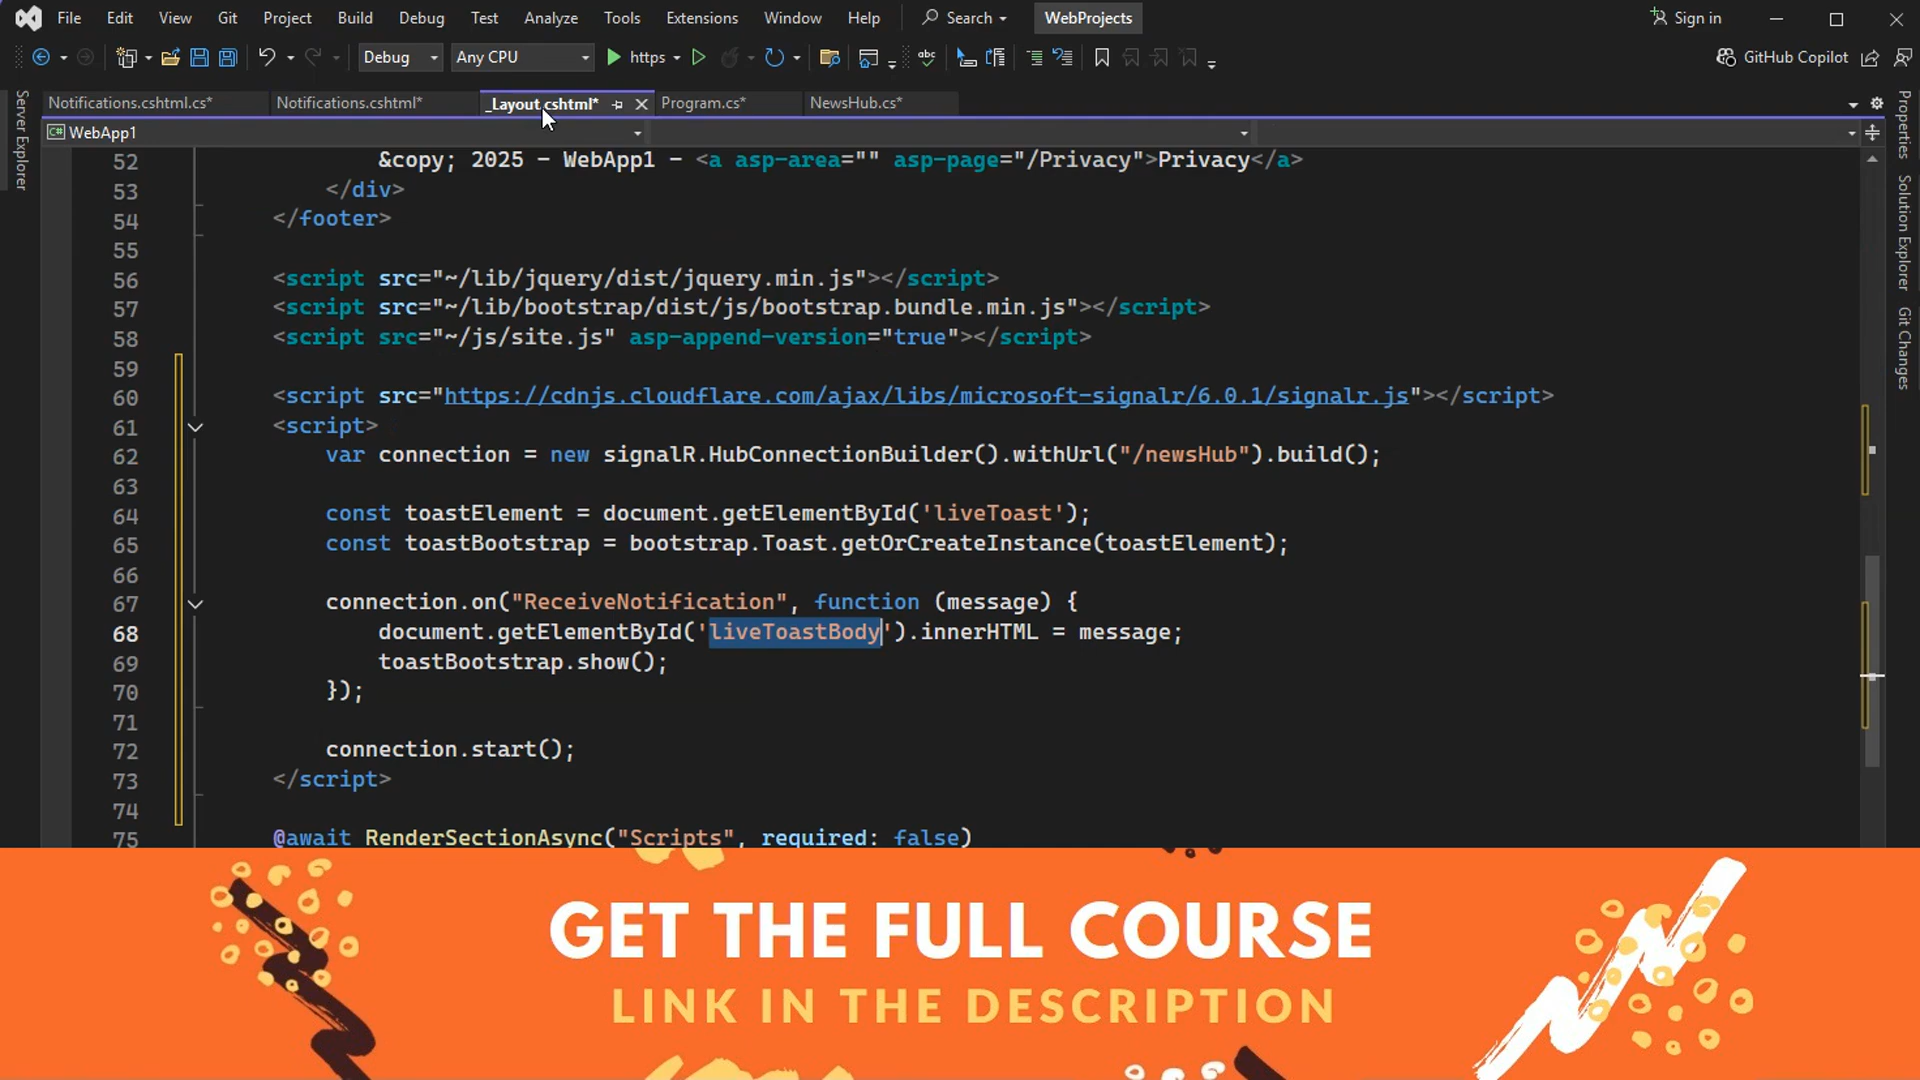 File Edit View Git Project Build Debug Test Analyze Tools Extensions Window Help Search WebProjects Sign in
Debug Any CPU https abc GitHub Copilot
Notifications.cshtml.cs* Notifications.cshtml* _Layout.cshtml* Program.cs* NewsHub.cs*
C# WebApp1
Server Explorer
Properties
Solution Explorer
Git Changes
52 &copy; 2025 - WebApp1 - <a asp-area="" asp-page="/Privacy">Privacy</a>
53 </div>
54 </footer>
55
56 <script src="~/lib/jquery/dist/jquery.min.js"></script>
57 <script src="~/lib/bootstrap/dist/js/bootstrap.bundle.min.js"></script>
58 <script src="~/js/site.js" asp-append-version="true"></script>
59
60 <script src="https://cdnjs.cloudflare.com/ajax/libs/microsoft-signalr/6.0.1/signalr.js"></script>
61 <script>
62 var connection = new signalR.HubConnectionBuilder().withUrl("/newsHub").build();
63
64 const toastElement = document.getElementById('liveToast');
65 const toastBootstrap = bootstrap.Toast.getOrCreateInstance(toastElement);
66
67 connection.on("ReceiveNotification", function (message) {
68 document.getElementById('liveToastBody').innerHTML = message;
69 toastBootstrap.show();
70 });
71
72 connection.start();
73 </script>
74
75 @await RenderSectionAsync("Scripts", required: false)
GET THE FULL COURSE
LINK IN THE DESCRIPTION